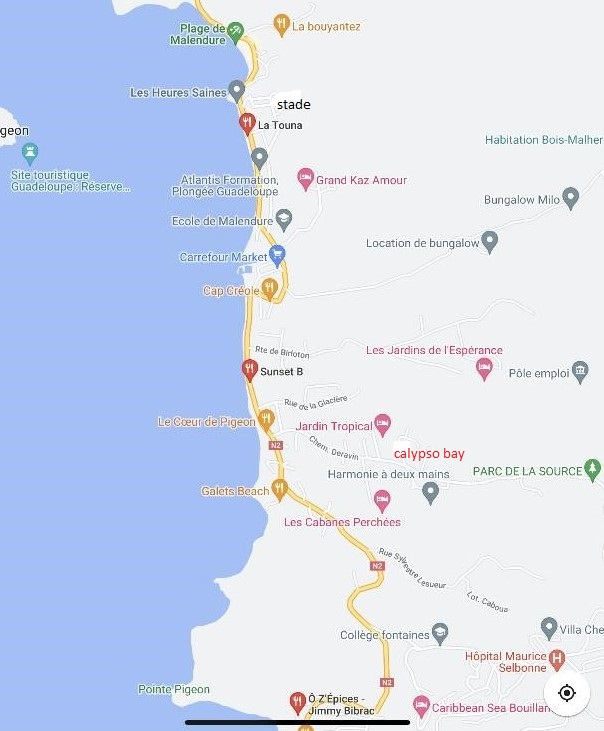 La bouyantez
Plage de
Malendure
Les Heures Saines
stade
La Touna
geon
Habitation Bois-Malher
Site touristique
Guadeloupe : Réserve...
Atlantis Formation,
Plongée Guadeloupe
Grand Kaz Amour
Bungalow Milo
Ecole de Malendure
Location de bungalow
Carrefour Market
Cap Créole
Rte de Birloton
Les Jardins de l'Espérance
Sunset B
Pôle emploi
Rue de la Glacière
Le Cœur de Pigeon
Jardin Tropical
N2
Chem. Deravin
calypso bay
Harmonie à deux mains
PARC DE LA SOURCE
Galets Beach
Les Cabanes Perchées
Rue Sylvestre Lesueur
N2
Lot. Caboua
Collège fontaines
Villa Che
Hôpital Maurice
Selbonne
Pointe Pigeon
N2
Ô Z'Épices -
Jimmy Bibrac
Caribbean Sea Bouillan